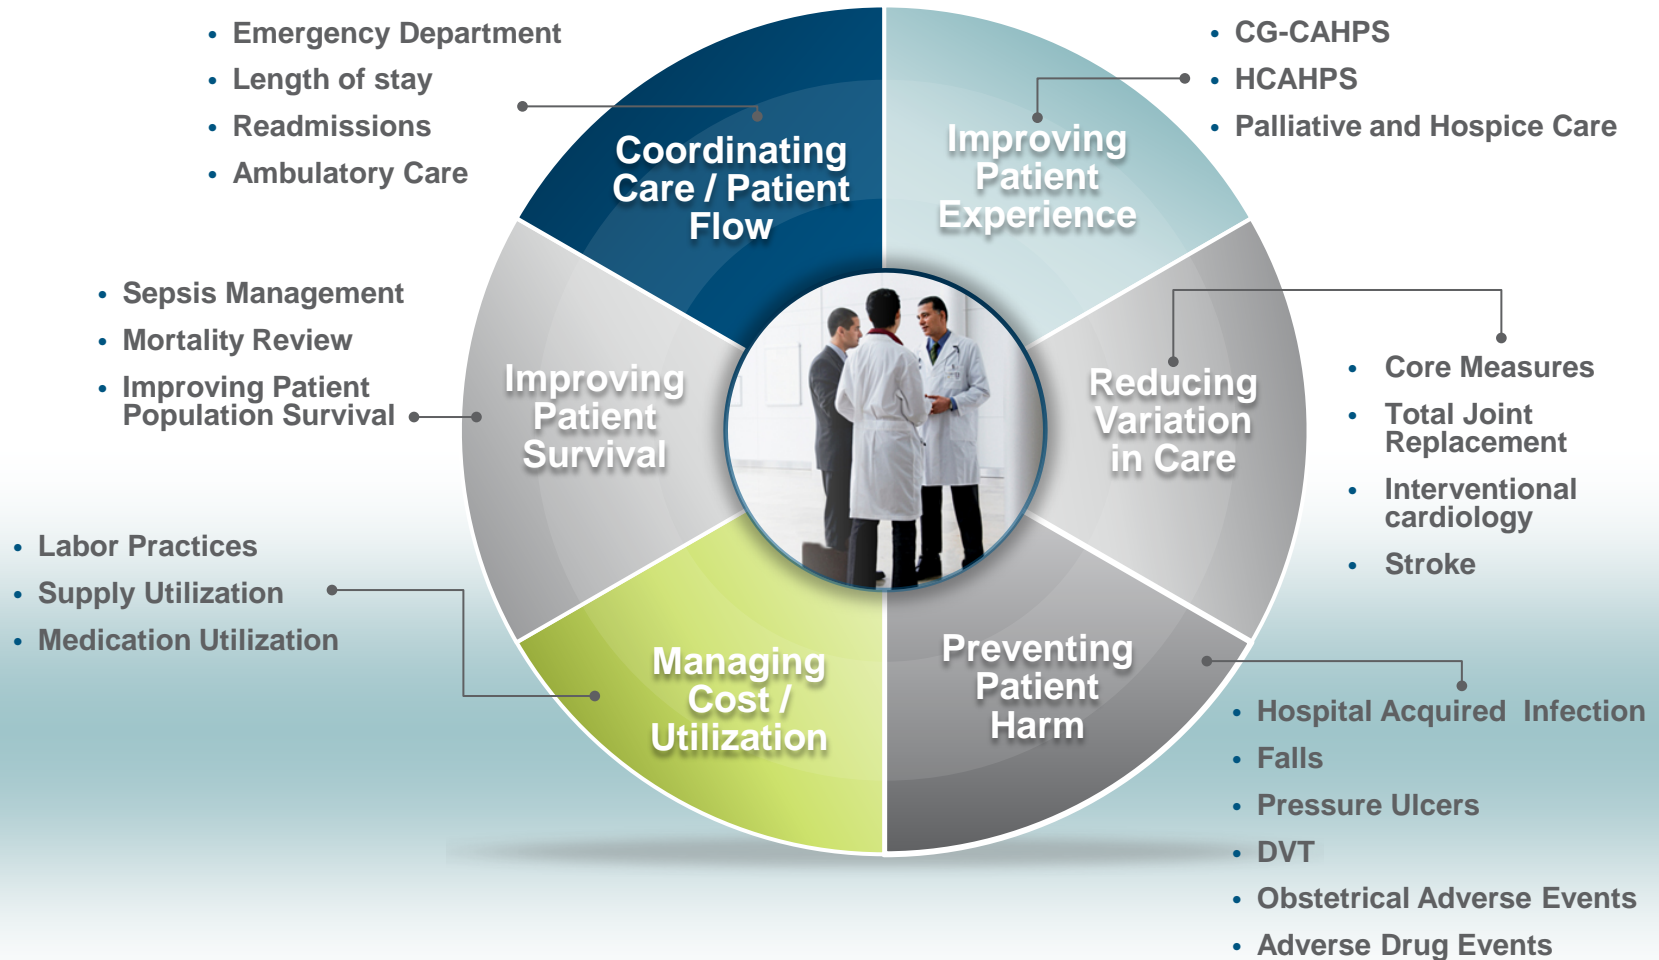 • Emergency Department
• Length of stay
• Readmissions
• Ambulatory Care
Coordinating
Care / Patient
Flow
Improving
Patient
Experience
• CG-CAHPS
• HCAHPS
• Palliative and Hospice Care
• Sepsis Management
• Mortality Review
• Improving Patient
Population Survival
Improving
Patient
Survival
Reducing
Variation
in Care
• Core Measures
• Total Joint
Replacement
• Interventional
cardiology
• Stroke
• Labor Practices
• Supply Utilization
• Medication Utilization
Managing
Cost /
Utilization
Preventing
Patient
Harm
• Hospital Acquired  Infection
• Falls
• Pressure Ulcers
• DVT
• Obstetrical Adverse Events
• Adverse Drug Events